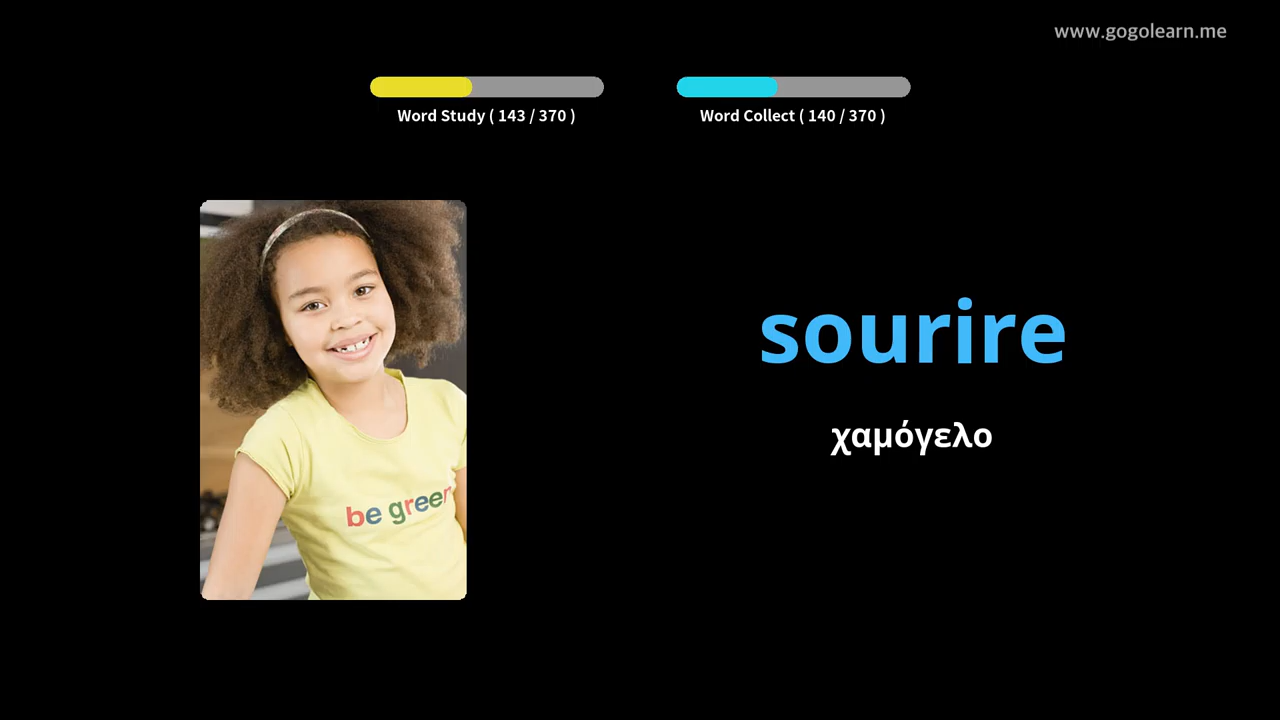 www.gogolearn.me
Word Study ( 143 / 370 )
Word Collect ( 140 / 370 )
sourire
χαμόγελο
be green